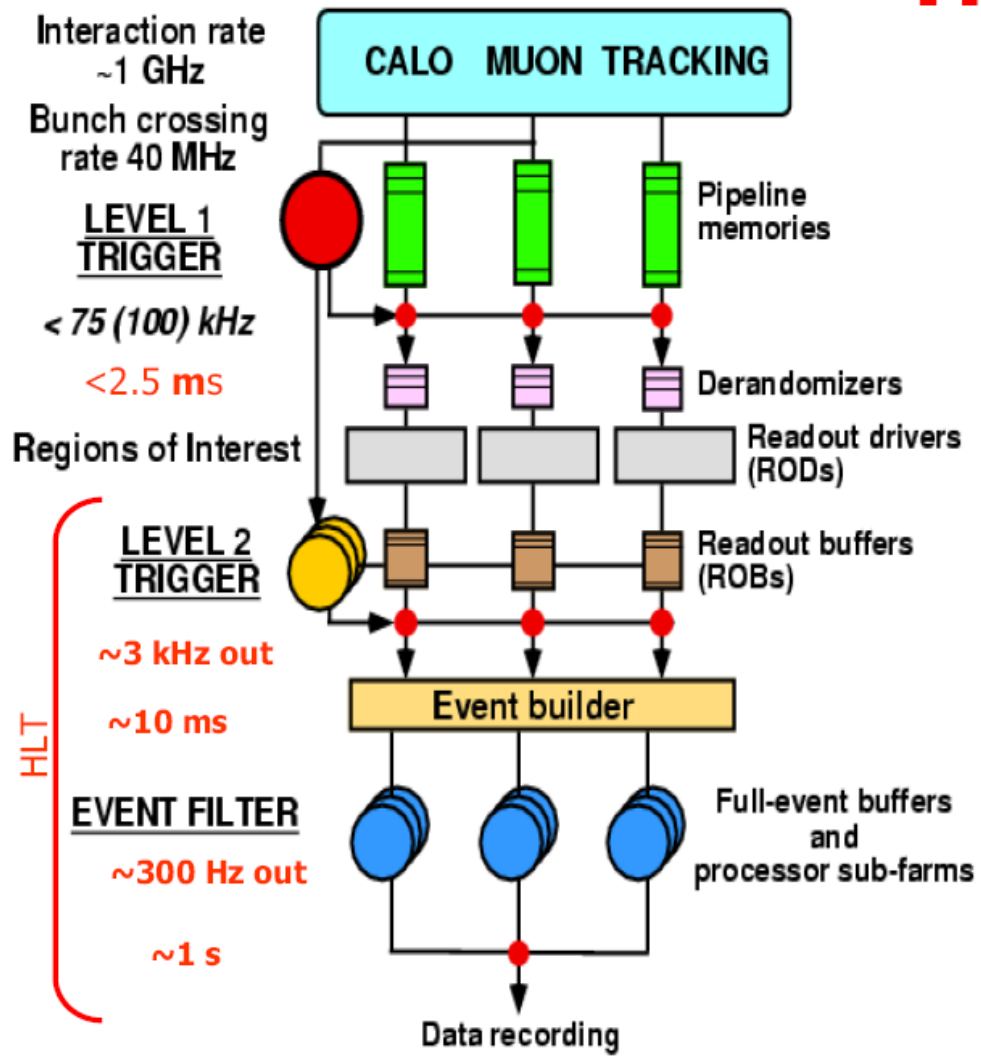 Interaction rate
~1 GHz
Bunch crossing
rate 40 MHz
LEVEL 1
TRIGGER
< 75 (100) kHz
<2.5 ms
Regions of Interest
LEVEL 2
TRIGGER
~3 kHz out
~10 ms
HLT
EVENT FILTER
~300 Hz out
~1 s
CALO MUON TRACKING
Pipeline
memories
Derandomizers
Readout drivers
(RODs)
Readout buffers
(ROBs)
Event builder
Full-event buffers
and
processor sub-farms
Data recording